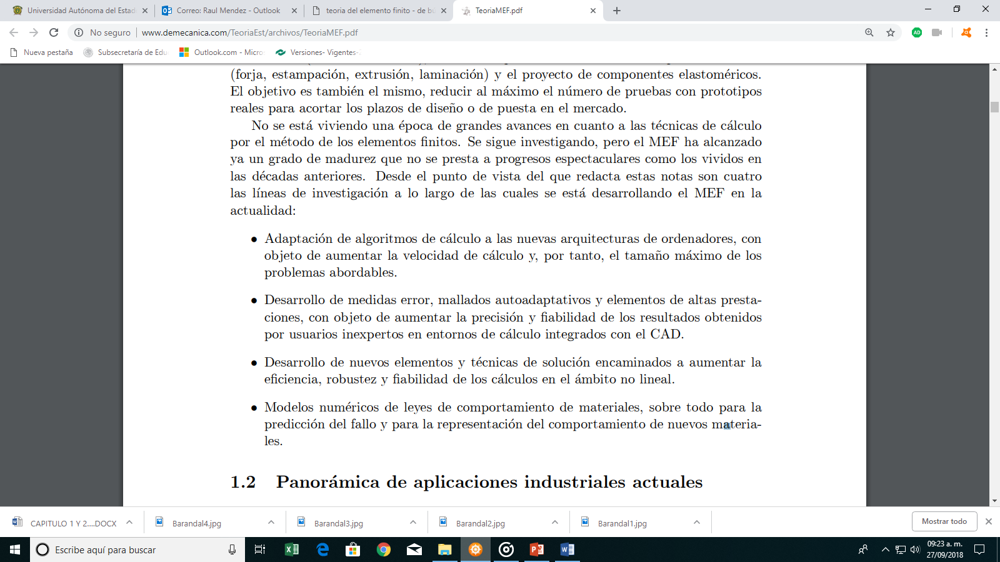 Universidad Autónoma del Estad
Correo: Raul Mendez - Outlook
teoria del elemento finito - de bú
TeoriaMEF.pdf
No seguro
www.demecanica.com/TeoriaEst/archivos/TeoriaMEF.pdf
Nueva pestaña
Subsecretaría de Edu
Outlook.com - Micro
Versiones- Vigentes-
(forja, estampación, extrusión, laminación) y el proyecto de componentes elastoméricos.
El objetivo es también el mismo, reducir al máximo el número de pruebas con prototipos
reales para acortar los plazos de diseño o de puesta en el mercado.
No se está viviendo una época de grandes avances en cuanto a las técnicas de cálculo
por el método de los elementos finitos. Se sigue investigando, pero el MEF ha alcanzado
ya un grado de madurez que no se presta a progresos espectaculares como los vividos en
las décadas anteriores. Desde el punto de vista del que redacta estas notas son cuatro
las líneas de investigación a lo largo de las cuales se está desarrollando el MEF en la
actualidad:
• Adaptación de algoritmos de cálculo a las nuevas arquitecturas de ordenadores, con
objeto de aumentar la velocidad de cálculo y, por tanto, el tamaño máximo de los
problemas abordables.
• Desarrollo de medidas error, mallados autoadaptativos y elementos de altas presta-
ciones, con objeto de aumentar la precisión y fiabilidad de los resultados obtenidos
por usuarios inexpertos en entornos de cálculo integrados con el CAD.
• Desarrollo de nuevos elementos y técnicas de solución encaminados a aumentar la
eficiencia, robustez y fiabilidad de los cálculos en el ámbito no lineal.
• Modelos numéricos de leyes de comportamiento de materiales, sobre todo para la
predicción del fallo y para la representación del comportamiento de nuevos materia-
les.
1.2 Panorámica de aplicaciones industriales actuales
CAPITULO 1 Y 2....DOCX
Barandal4.jpg
Barandal3.jpg
Barandal2.jpg
Barandal1.jpg
Mostrar todo
Escribe aquí para buscar
09:23 a. m.
27/09/2018